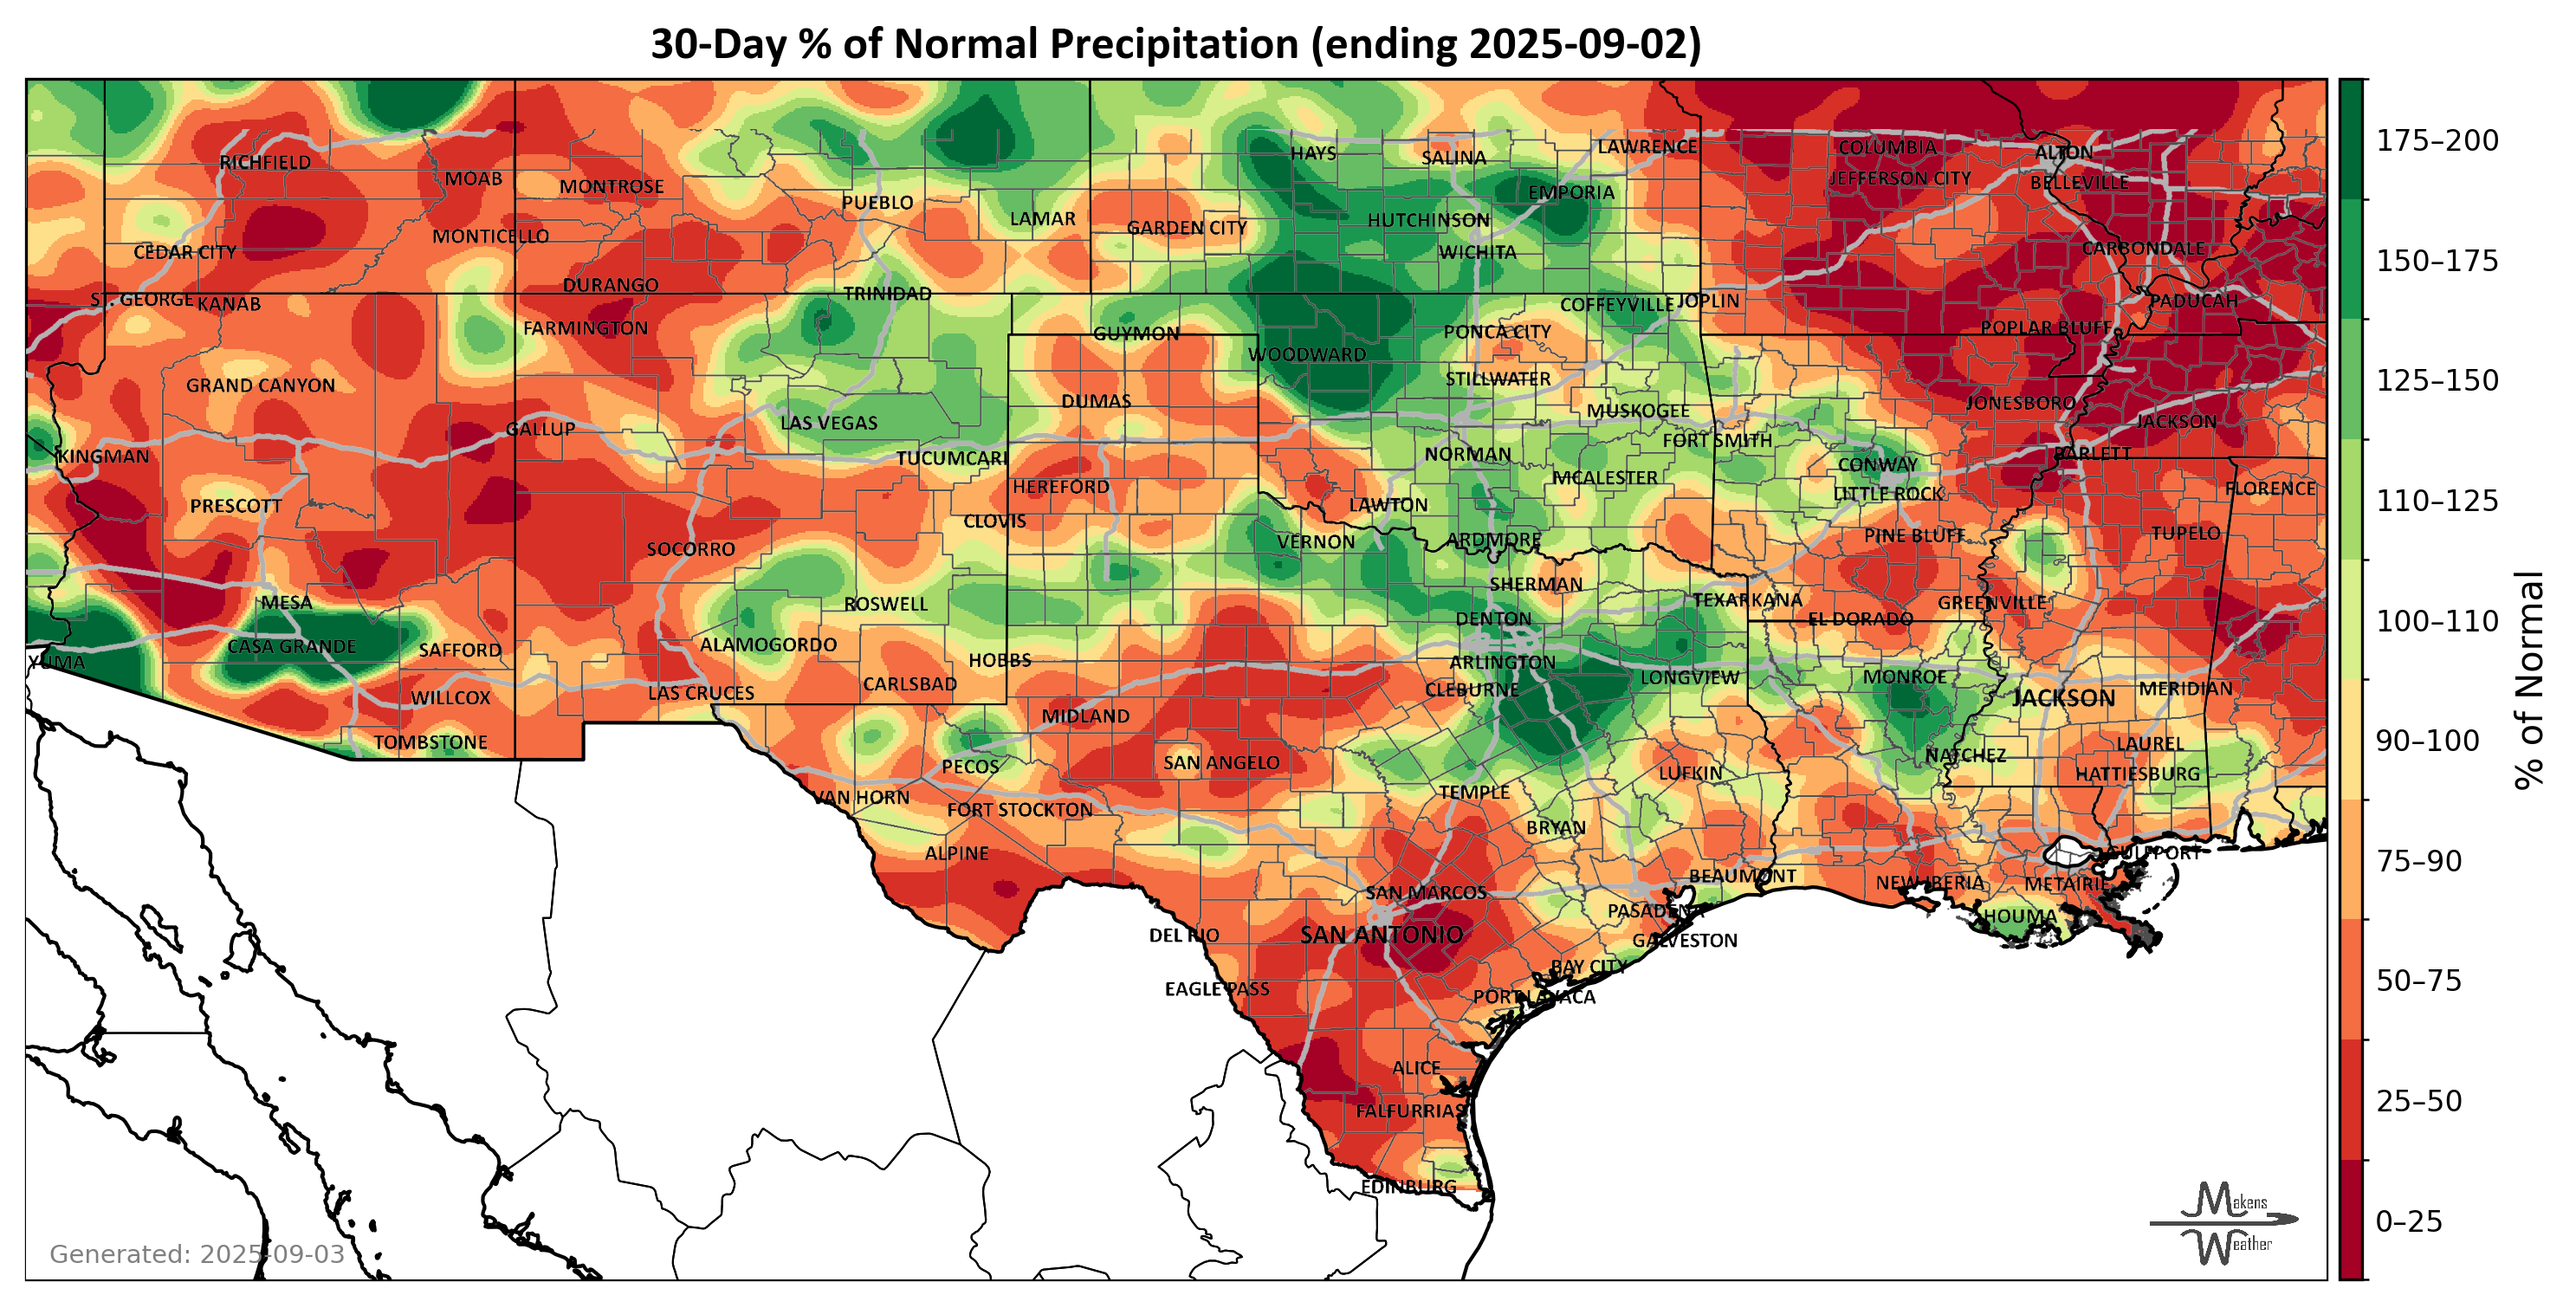 30-Day % of Normal Precipitation (ending 2025-09-02)
RICHFIELD
MOAB
MONTROSE
PUEBLO
LAMAR
GARDEN CITY
HAYS
SALINA
LAWRENCE
EMPORIA
HUTCHINSON
WICHITA
COLUMBIA
JEFFERSON CITY
ALTON
BELLEVILLE
CARBONDALE
CEDAR CITY
MONTICELLO
DURANGO
TRINIDAD
ST. GEORGE
KANAB
FARMINGTON
GUYMON
WOODWARD
PONCA CITY
COFFEYVILLE
JOPLIN
PADUCAH
POPLAR BLUFF
GRAND CANYON
GALLUP
LAS VEGAS
DUMAS
STILLWATER
MUSKOGEE
FORT SMITH
JONESBORO
JACKSON
BARLETT
KINGMAN
TUCUMCARI
HEREFORD
NORMAN
MCALESTER
CONWAY
LITTLE ROCK
FLORENCE
PRESCOTT
CLOVIS
LAWTON
VERNON
ARDMORE
PINE BLUFF
TUPELO
SOCORRO
SHERMAN
TEXARKANA
GREENVILLE
MESA
ROSWELL
DENTON
EL DORADO
CASA GRANDE
SAFFORD
ALAMOGORDO
HOBBS
ARLINGTON
YUMA
WILLCOX
LAS CRUCES
CARLSBAD
CLEBURNE
LONGVIEW
MONROE
JACKSON
MERIDIAN
TOMBSTONE
MIDLAND
PECOS
SAN ANGELO
LUFKIN
NATCHEZ
LAUREL
HATTIESBURG
VAN HORN
FORT STOCKTON
TEMPLE
BRYAN
ALPINE
GULFPORT
SAN MARCOS
BEAUMONT
NEW IBERIA
METAIRIE
PASADENA
HOUMA
DEL RIO
SAN ANTONIO
GALVESTON
EAGLE PASS
BAY CITY
PORT LAVACA
ALICE
FALFURRIAS
EDINBURG
175–200
150–175
125–150
110–125
100–110
90–100
75–90
50–75
25–50
0–25
% of Normal
Generated: 2025-09-03
Makens
Weather